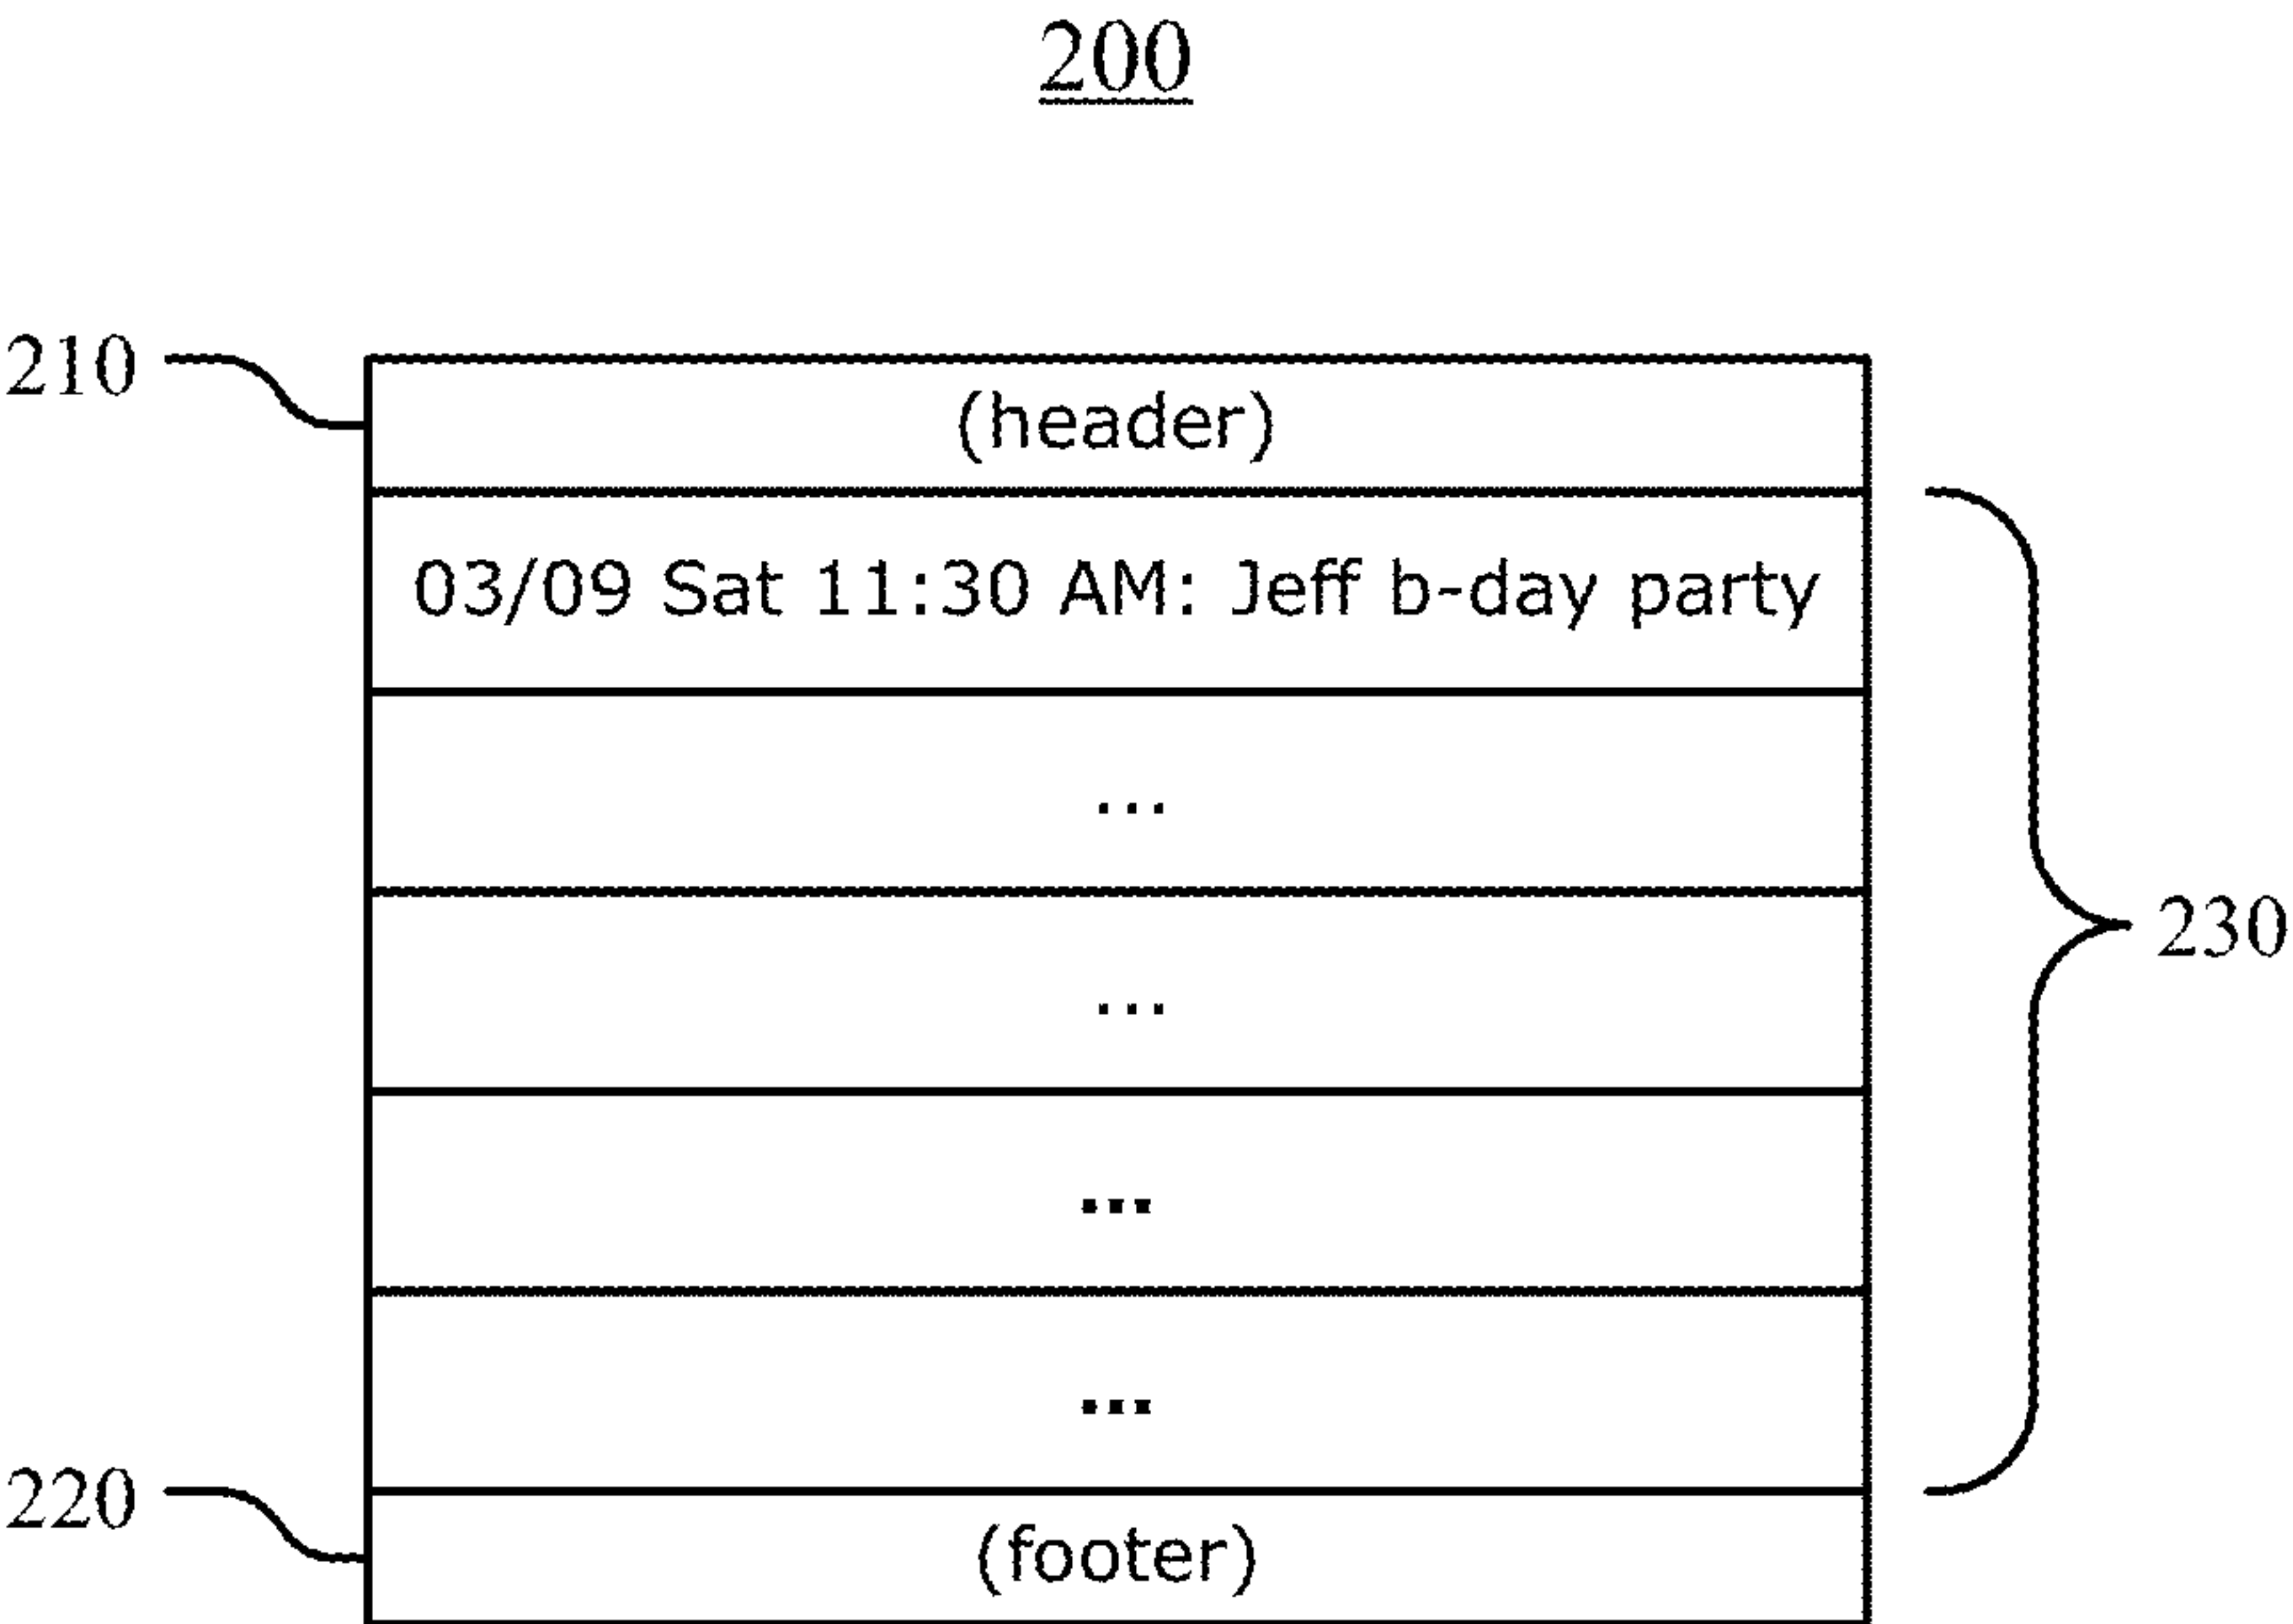 200
210
(header)
03/09 Sat 11:30 AM: Jeff b-day party
...
230
...
...
...
220
(footer)